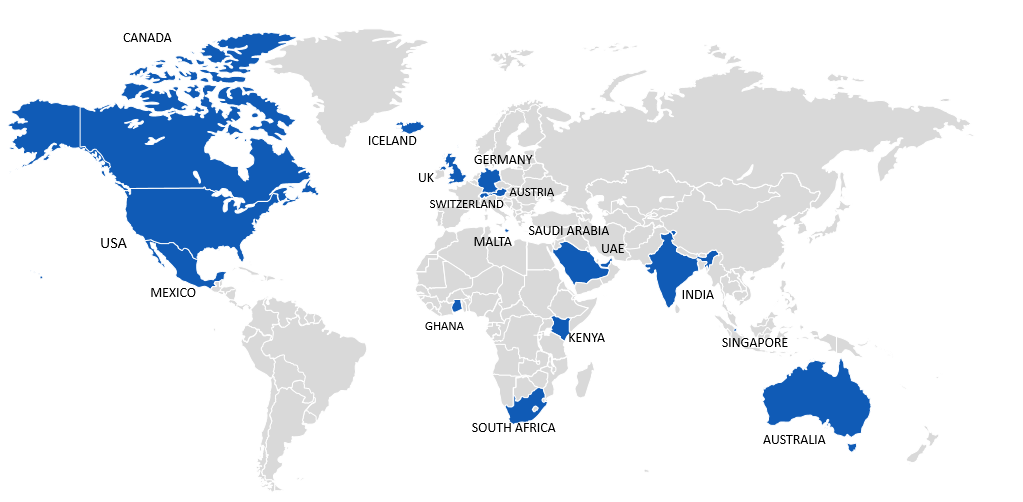 CANADA
ICELAND
GERMANY
UK
AUSTRIA
SWITZERLAND
SAUDI ARABIA
MALTA
USA
UAE
MEXICO
INDIA
GHANA
KENYA
SINGAPORE
SOUTH AFRICA
AUSTRALIA